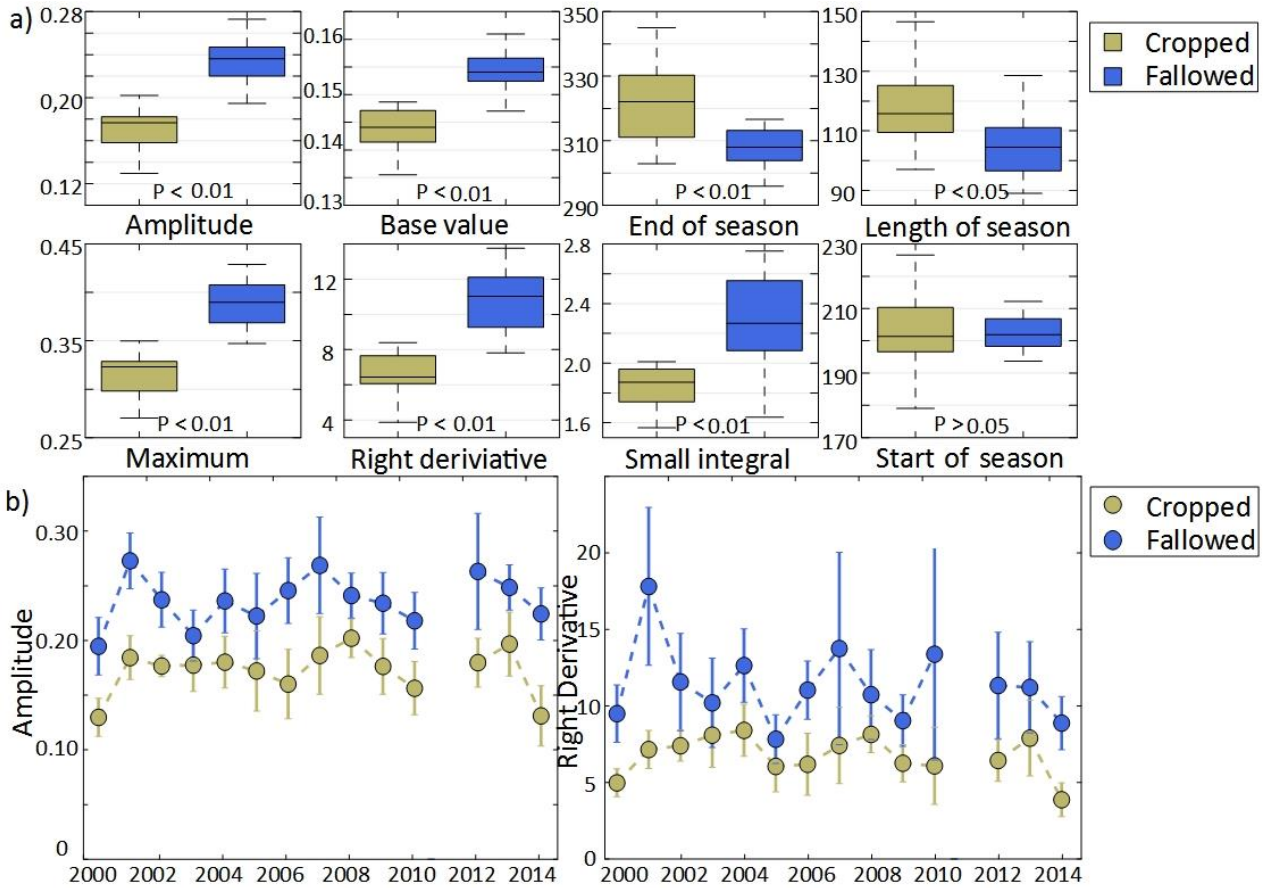 a)
0.28
0,20
0.12
P < 0.01
Amplitude
0.16
0.15
0.14
0.13
P < 0.01
Base value
350
330
310
290
P < 0.01
End of season
150
130
110
90
P < 0.05
Length of season
Cropped
Fallowed
0.45
0.35
0.25
P < 0.01
Maximum
12
8
4
P < 0.01
Right deriviative
2.8
2.4
2.0
1.6
P < 0.01
Small integral
230
210
190
170
P > 0.05
Start of season
b)
Amplitude
0.30
0.20
0.10
0
2000 2002 2004 2006 2008 2010 2012 2014
Right Derivative
20
15
10
5
0
2000 2002 2004 2006 2008 2010 2012 2014
Cropped
Fallowed